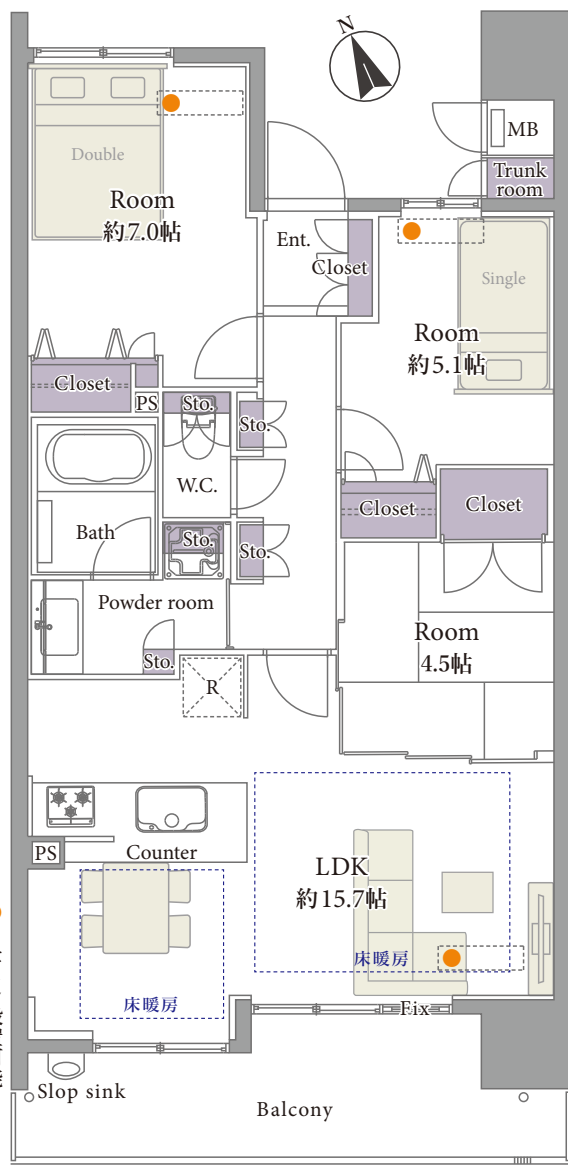 N
MB
Trunk
room
Double
Room
約7.0帖
Ent.
Closet
Single
Room
約5.1帖
Closet
PS
Sto.
Sto.
W.C.
Closet
Closet
Bath
Sto.
Sto.
Powder room
Sto.
Room
4.5帖
R
PS
Counter
LDK
約15.7帖
床暖房
床暖房
Fix
Slop sink
Balcony